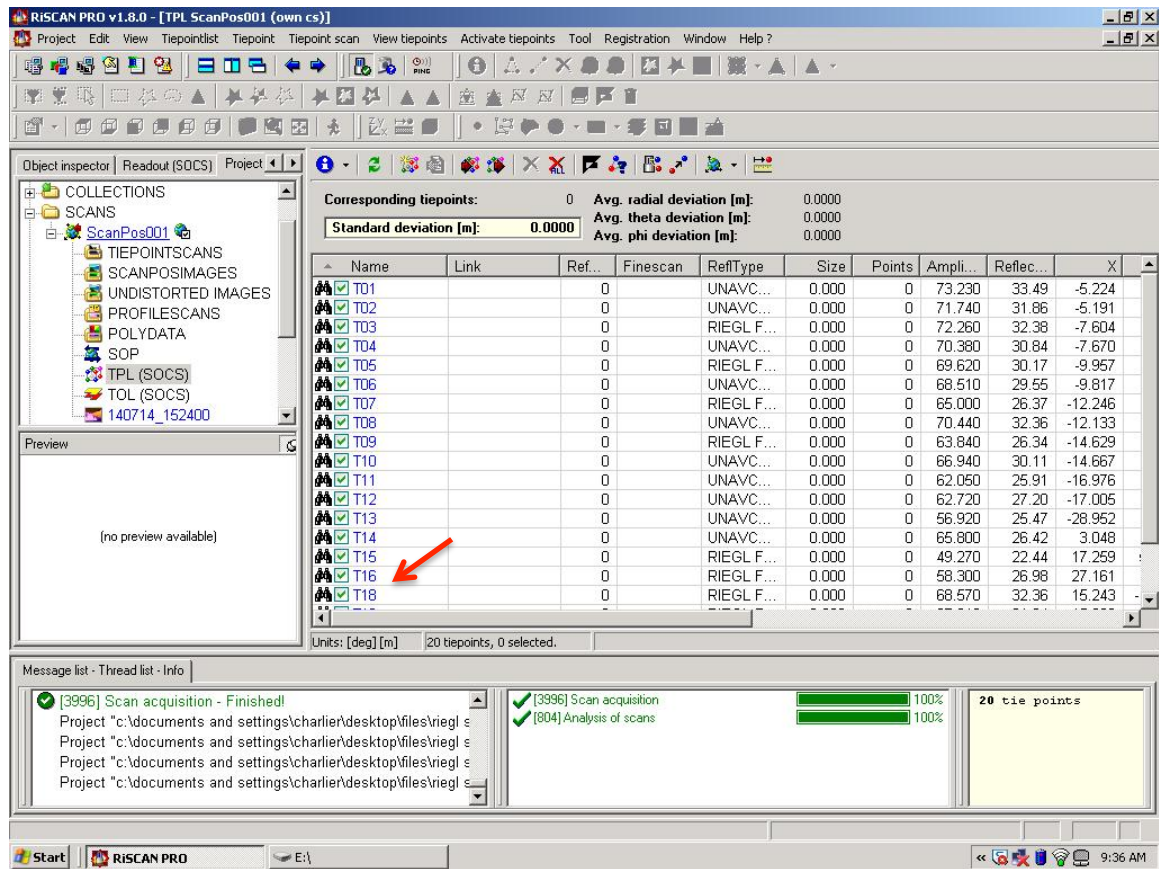 RiSCAN PRO v1.8.0 - [TPL ScanPos001 (own cs)]
Project Edit View Tiepointlist Tiepoint Tiepoint scan View tiepoints Activate tiepoints Tool Registration Window Help ?
PING
Object inspector Readout (SOCS) Project
COLLECTIONS
SCANS
ScanPos001
TIEPOINTSCANS
SCANPOSIMAGES
UNDISTORTED IMAGES
PROFILESCANS
POLYDATA
SOP
TPL (SOCS)
TOL (SOCS)
140714_152400
Preview
(no preview available)
ALL
Corresponding tiepoints: 0 Avg. radial deviation [m]: 0.0000
Standard deviation [m]: 0.0000 Avg. theta deviation [m]: 0.0000
Avg. phi deviation [m]: 0.0000
Name Link Ref... Finescan ReflType Size Points Ampli... Reflec... X
T01 0 UNAVC... 0.000 0 73.230 33.49 -5.224
T02 0 UNAVC... 0.000 0 71.740 31.86 -5.191
T03 0 RIEGL F... 0.000 0 72.260 32.38 -7.604
T04 0 UNAVC... 0.000 0 70.380 30.84 -7.670
T05 0 RIEGL F... 0.000 0 69.620 30.17 -9.957
T06 0 UNAVC... 0.000 0 68.510 29.55 -9.817
T07 0 RIEGL F... 0.000 0 65.000 26.37 -12.246
T08 0 UNAVC... 0.000 0 70.440 32.36 -12.133
T09 0 RIEGL F... 0.000 0 63.840 26.34 -14.629
T10 0 UNAVC... 0.000 0 66.940 30.11 -14.667
T11 0 UNAVC... 0.000 0 62.050 25.91 -16.976
T12 0 UNAVC... 0.000 0 62.720 27.20 -17.005
T13 0 UNAVC... 0.000 0 56.920 25.47 -28.952
T14 0 UNAVC... 0.000 0 65.800 26.42 3.048
T15 0 RIEGL F... 0.000 0 49.270 22.44 17.259
T16 0 RIEGL F... 0.000 0 58.300 26.98 27.161
T18 0 RIEGL F... 0.000 0 68.570 32.36 15.243
Units: [deg] [m] 20 tiepoints, 0 selected.
Message list - Thread list - Info
[3996] Scan acquisition - Finished!
Project "c:\documents and settings\charlier\desktop\files\riegl s
Project "c:\documents and settings\charlier\desktop\files\riegl s
Project "c:\documents and settings\charlier\desktop\files\riegl s
Project "c:\documents and settings\charlier\desktop\files\riegl s
[3996] Scan acquisition 100%
[804] Analysis of scans 100%
20 tie points
Start RiSCAN PRO E:\ « 9:36 AM